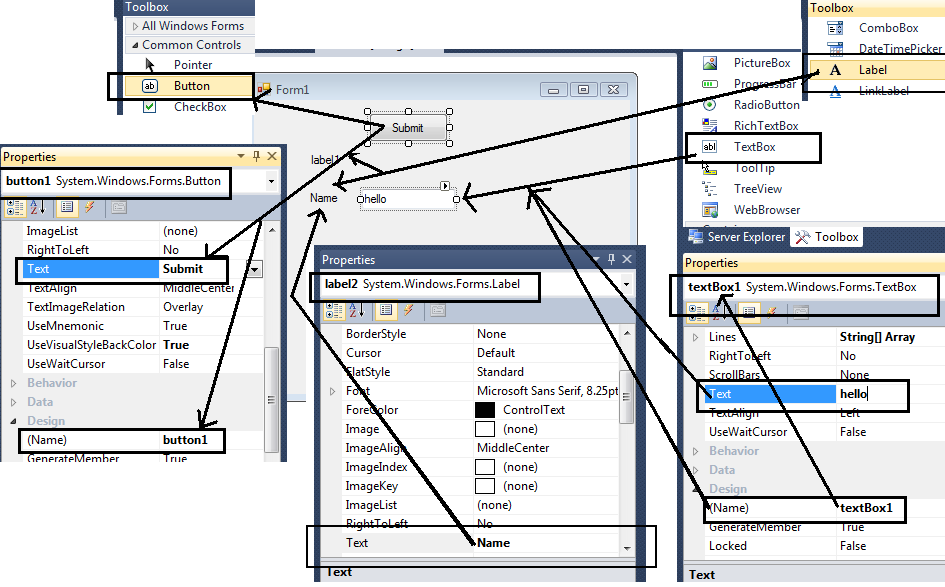 Toolbox
All Windows Forms
Common Controls
Pointer
ab Button
CheckBox
Toolbox
ComboBox
DateTimePicker
A Label
A LinkLabel
Form1
Submit
label1
Name
hello
PictureBox
ProgressBar
RadioButton
RichTextBox
abl TextBox
ToolTip
TreeView
WebBrowser
Server Explorer Toolbox
Properties
button1 System.Windows.Forms.Button
ImageList (none)
RightToLeft No
Text Submit
TextAlign MiddleCenter
TextImageRelation Overlay
UseMnemonic True
UseVisualStyleBackColor True
UseWaitCursor False
Behavior
Data
Design
(Name) button1
GenerateMember True
Properties
label2 System.Windows.Forms.Label
BorderStyle None
Cursor Default
FlatStyle Standard
Font Microsoft Sans Serif, 8.25pt
ForeColor ControlText
Image (none)
ImageAlign MiddleCenter
ImageIndex (none)
ImageKey (none)
ImageList (none)
RightToLeft No
Text Name
Text
Properties
textBox1 System.Windows.Forms.TextBox
Lines String[] Array
RightToLeft No
ScrollBars None
Text hello
TextAlign Left
UseWaitCursor False
Behavior
Data
Design
(Name) textBox1
GenerateMember True
Locked False
Text